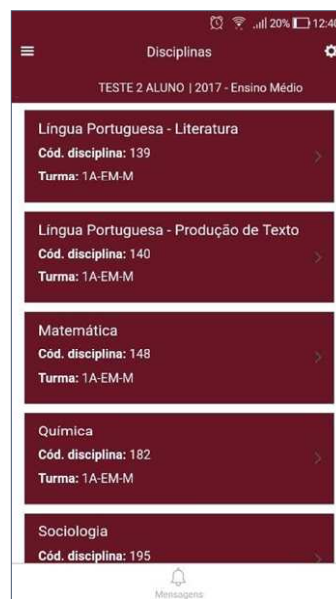 20% 12:40
Disciplinas
TESTE 2 ALUNO | 2017 - Ensino Médio
Língua Portuguesa - Literatura
Cód. disciplina: 139
Turma: 1A-EM-M
Língua Portuguesa - Produção de Texto
Cód. disciplina: 140
Turma: 1A-EM-M
Matemática
Cód. disciplina: 148
Turma: 1A-EM-M
Química
Cód. disciplina: 182
Turma: 1A-EM-M
Sociologia
Cód. disciplina: 195
Mensagens